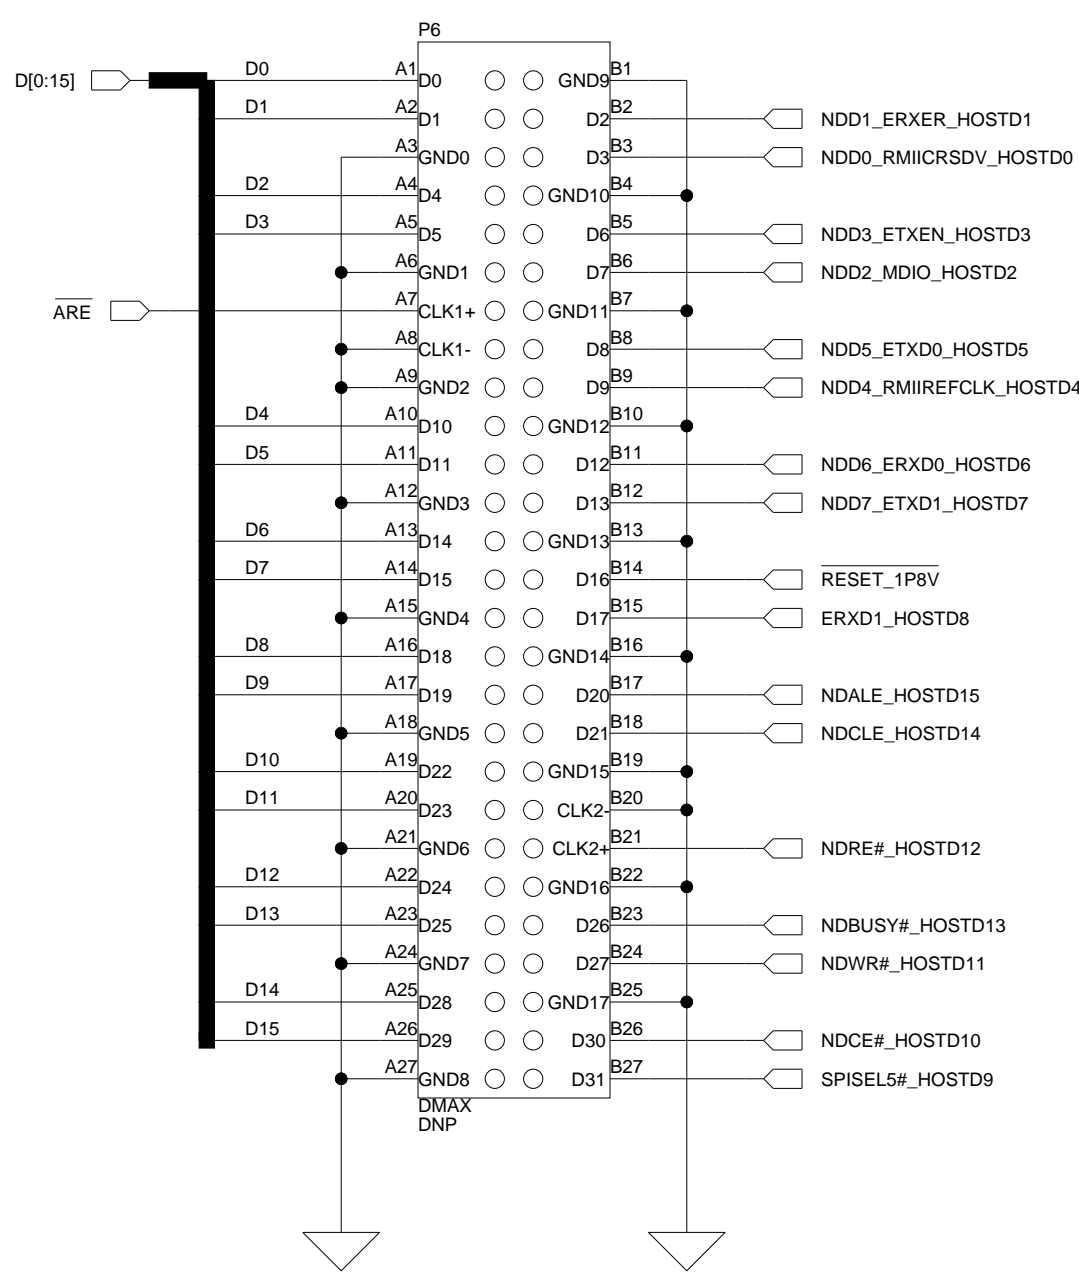 P6
D[0:15] D0 A1 D0 GND9 B1
D1 A2 D1 D2 B2 NDD1_ERXER_HOSTD1
A3 GND0 D3 B3 NDD0_RMIICRSDV_HOSTD0
D2 A4 D4 GND10 B4
D3 A5 D5 D6 B5 NDD3_ETXEN_HOSTD3
A6 GND1 D7 B6 NDD2_MDIO_HOSTD2
ARE A7 CLK1+ GND11 B7
A8 CLK1- D8 B8 NDD5_ETXD0_HOSTD5
A9 GND2 D9 B9 NDD4_RMIIREFCLK_HOSTD4
D4 A10 D10 GND12 B10
D5 A11 D11 D12 B11 NDD6_ERXD0_HOSTD6
A12 GND3 D13 B12 NDD7_ETXD1_HOSTD7
D6 A13 D14 GND13 B13
D7 A14 D15 D16 B14 RESET_1P8V
A15 GND4 D17 B15 ERXD1_HOSTD8
D8 A16 D18 GND14 B16
D9 A17 D19 D20 B17 NDALE_HOSTD15
A18 GND5 D21 B18 NDCLE_HOSTD14
D10 A19 D22 GND15 B19
D11 A20 D23 CLK2- B20
A21 GND6 CLK2+ B21 NDRE#_HOSTD12
D12 A22 D24 GND16 B22
D13 A23 D25 D26 B23 NDBUSY#_HOSTD13
A24 GND7 D27 B24 NDWR#_HOSTD11
D14 A25 D28 GND17 B25
D15 A26 D29 D30 B26 NDCE#_HOSTD10
A27 GND8 D31 B27 SPISEL5#_HOSTD9
DMAX
DNP